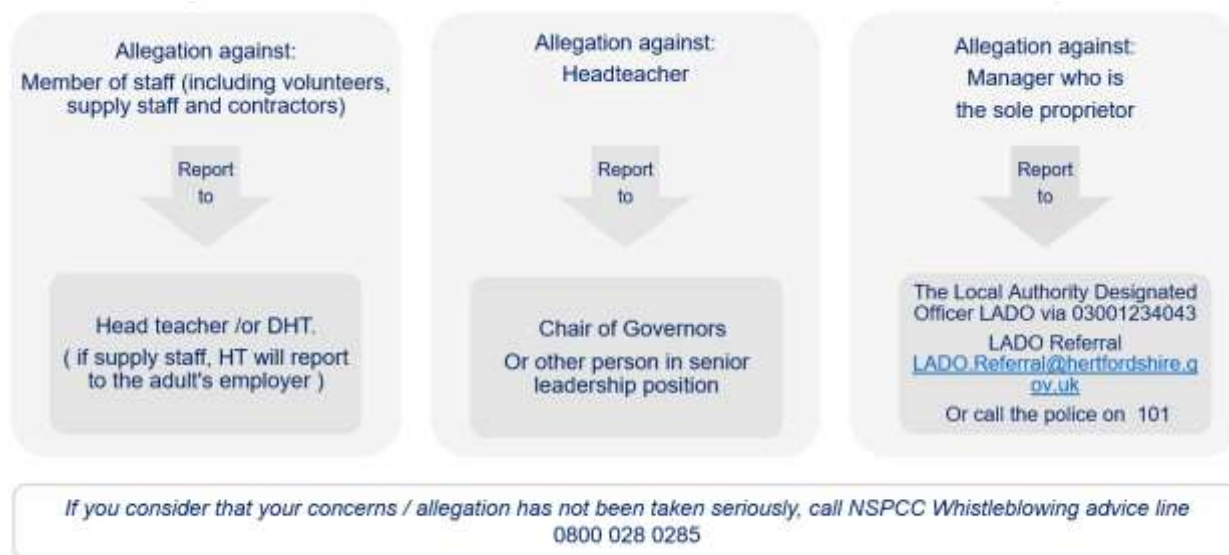 Allegation against:
Member of staff (including volunteers,
supply staff and contractors)
Report
to
Head teacher /or DHT.
( if supply staff, HT will report
to the adult's employer )
Allegation against:
Headteacher
Report
to
Chair of Governors
Or other person in senior
leadership position
Allegation against:
Manager who is
the sole proprietor
Report
to
The Local Authority Designated
Officer LADO via 03001234043
LADO Referral
LADO.Referral@hertfordshire.g
ov.uk
Or call the police on 101
If you consider that your concerns / allegation has not been taken seriously, call NSPCC Whistleblowing advice line
0800 028 0285